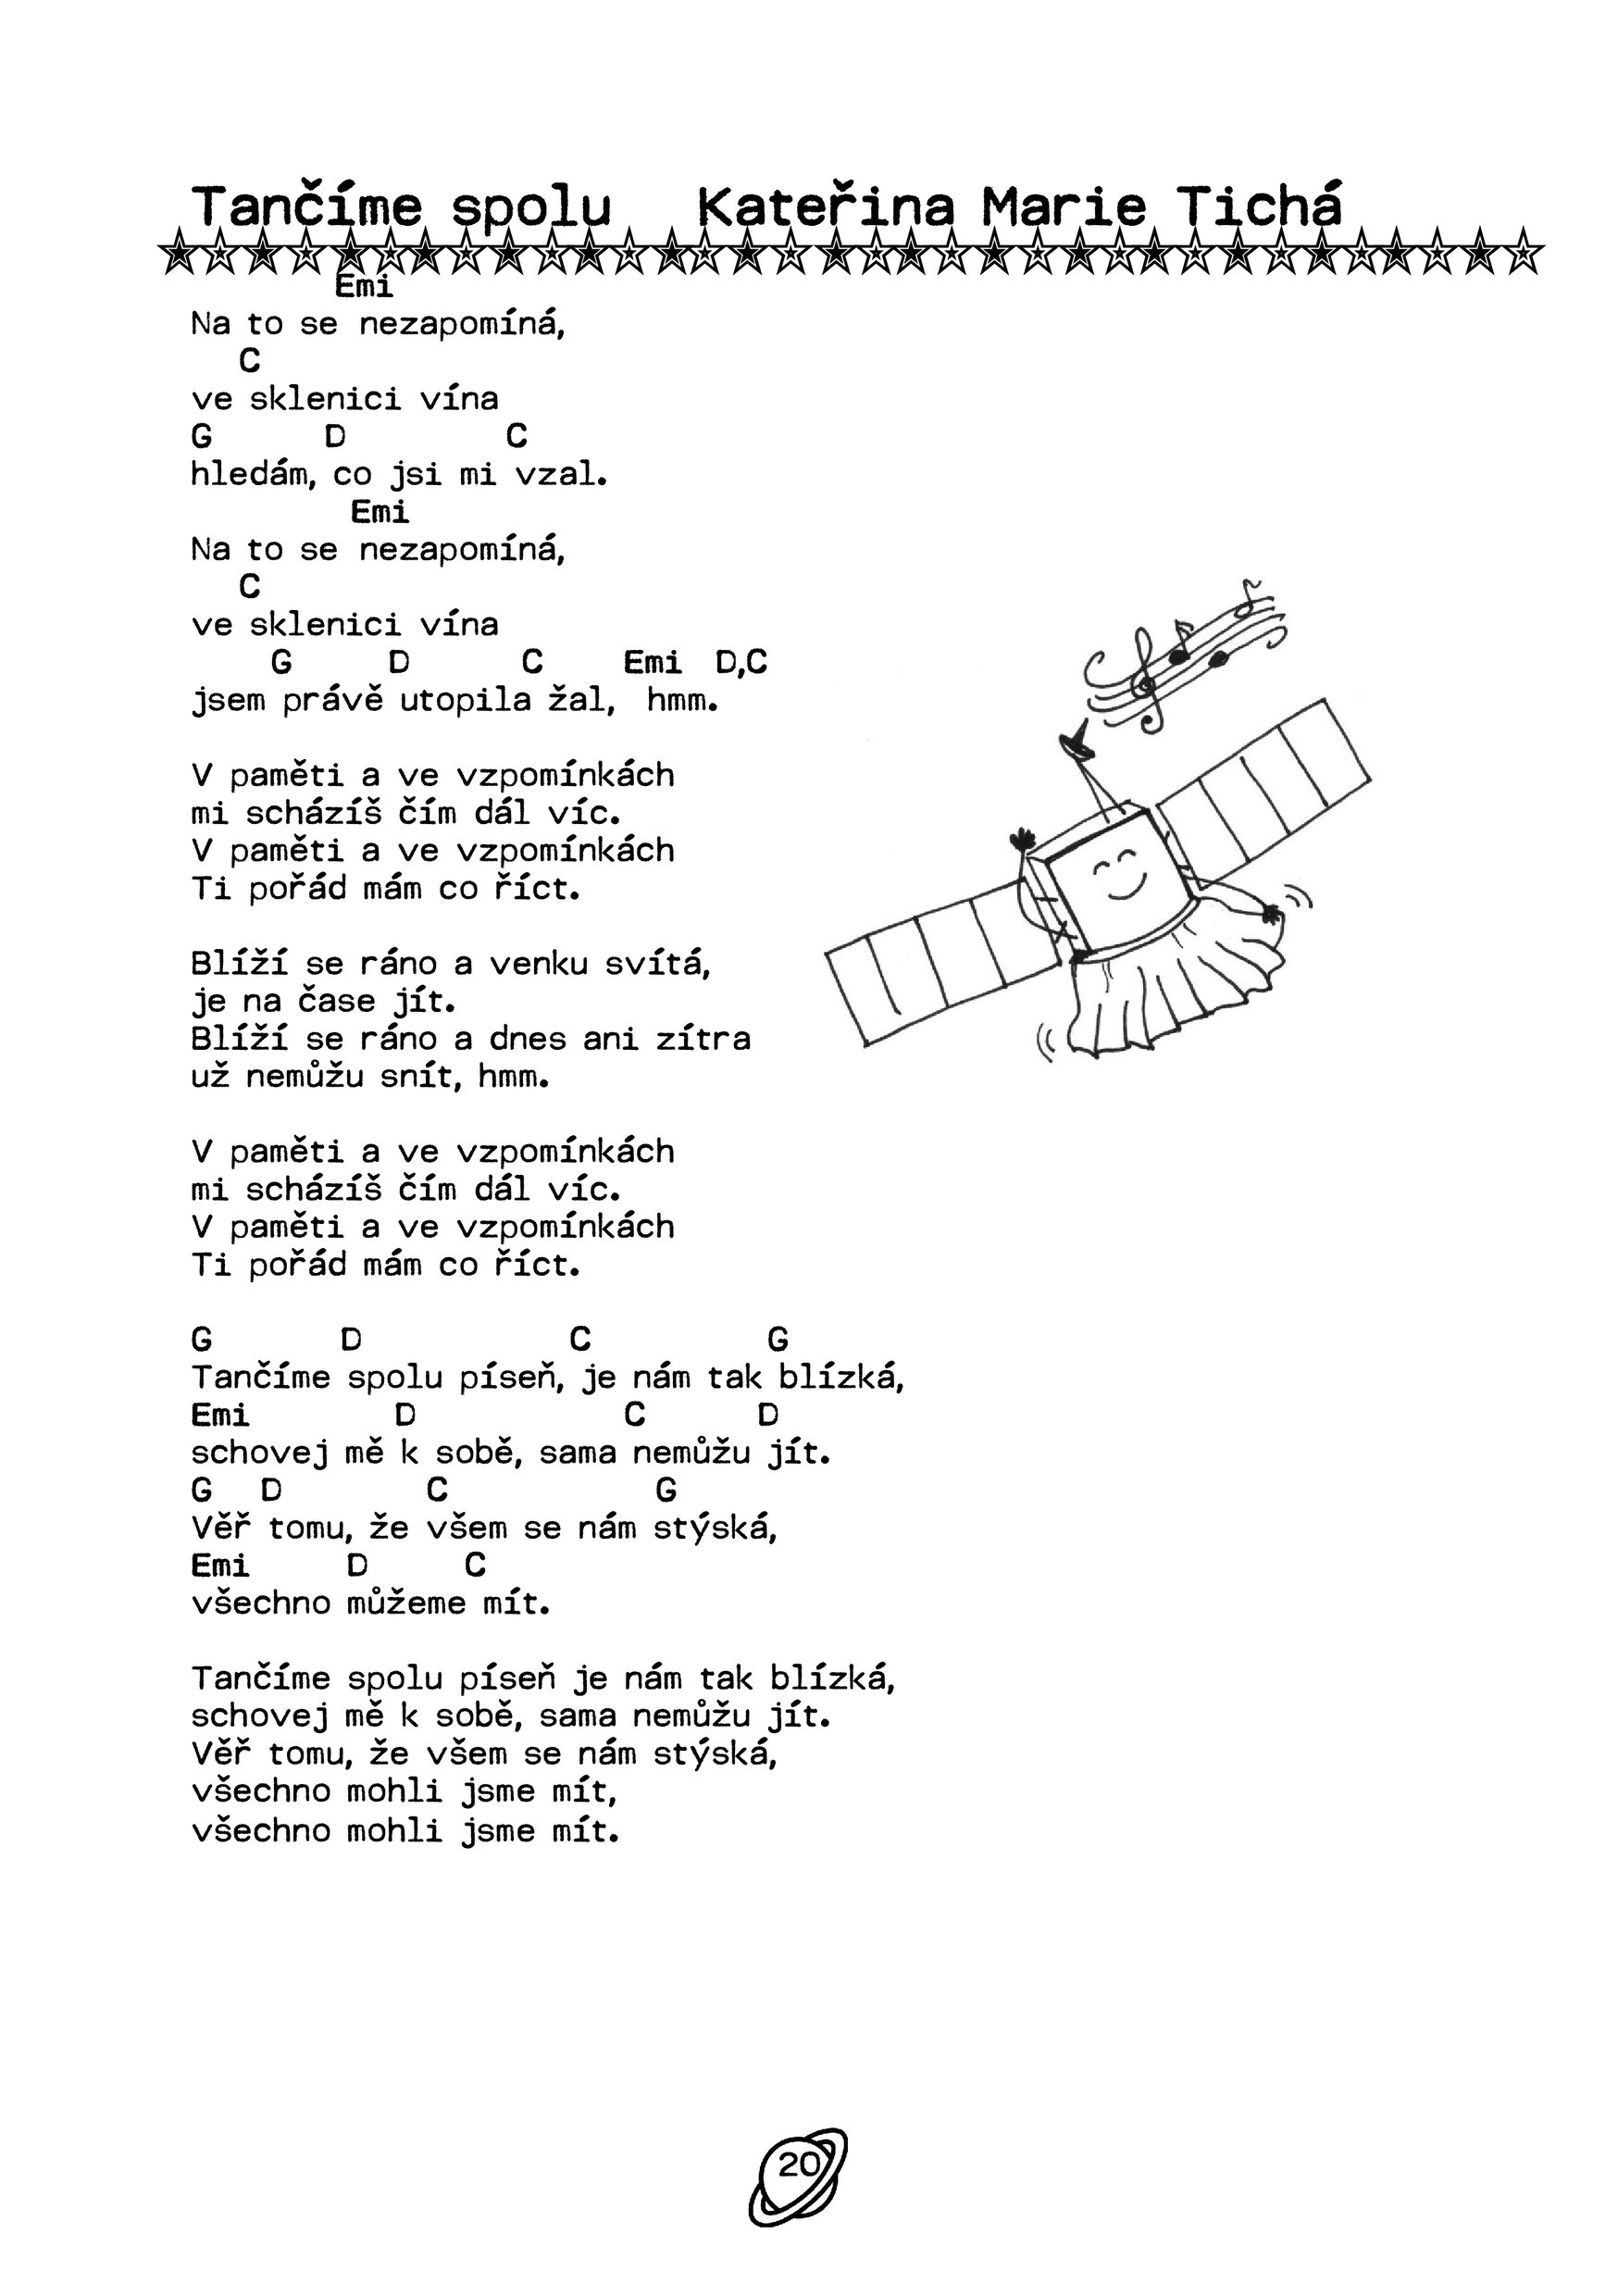 Tančíme spolu   Kateřina Marie Tichá
Emi
Na to se nezapomíná,
C
ve sklenici vína
G D C
hledám, co jsi mi vzal.
Emi
Na to se nezapomíná,
C
ve sklenici vína
G D C Emi D,C
jsem právě utopila žal, hmm.

V paměti a ve vzpomínkách
mi scházíš čím dál víc.
V paměti a ve vzpomínkách
Ti pořád mám co říct.

Blíží se ráno a venku svítá,
je na čase jít.
Blíží se ráno a dnes ani zítra
už nemůžu snít, hmm.

V paměti a ve vzpomínkách
mi scházíš čím dál víc.
V paměti a ve vzpomínkách
Ti pořád mám co říct.

G D C G
Tančíme spolu píseň, je nám tak blízká,
Emi D C D
schovej mě k sobě, sama nemůžu jít.
G D C G
Věř tomu, že všem se nám stýská,
Emi D C
všechno můžeme mít.

Tančíme spolu píseň je nám tak blízká,
schovej mě k sobě, sama nemůžu jít.
Věř tomu, že všem se nám stýská,
všechno mohli jsme mít,
všechno mohli jsme mít.

20